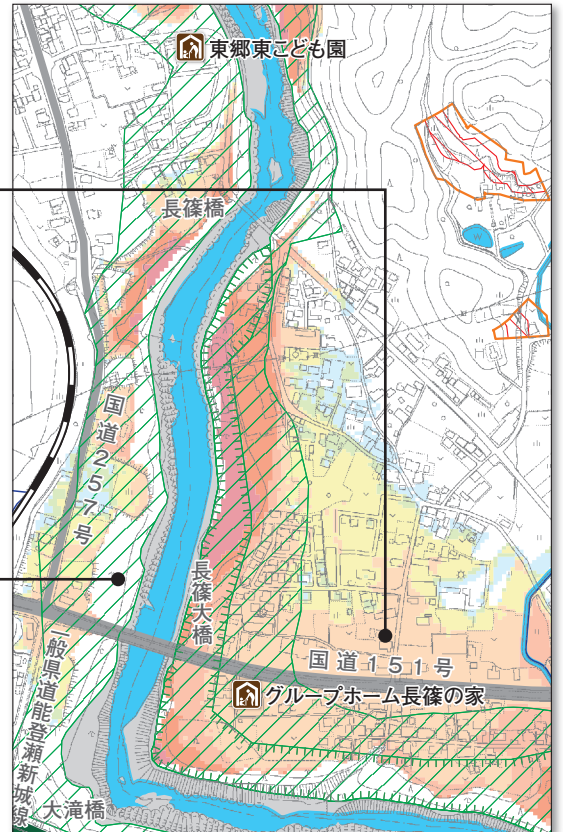 東郷東こども園
長篠橋
国道257号
長篠大橋
国道151号
グループホーム長篠の家
一般県道能登瀬新城線
大滝橋